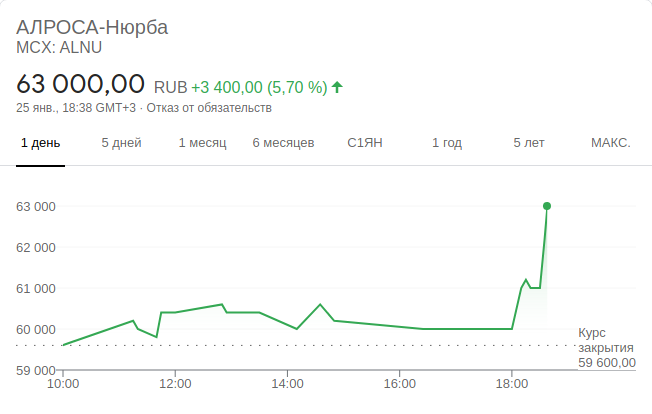 АЛРОСА-Нюрба
MCX: ALNU
63 000,00 RUB +3 400,00 (5,70 %)
25 янв., 18:38 GMT+3 · Отказ от обязательств
1 день 5 дней 1 месяц 6 месяцев С1ЯН 1 год 5 лет МАКС.
63 000
62 000
61 000
60 000
59 000
Курс
закрытия
59 600,00
10:00 12:00 14:00 16:00 18:00